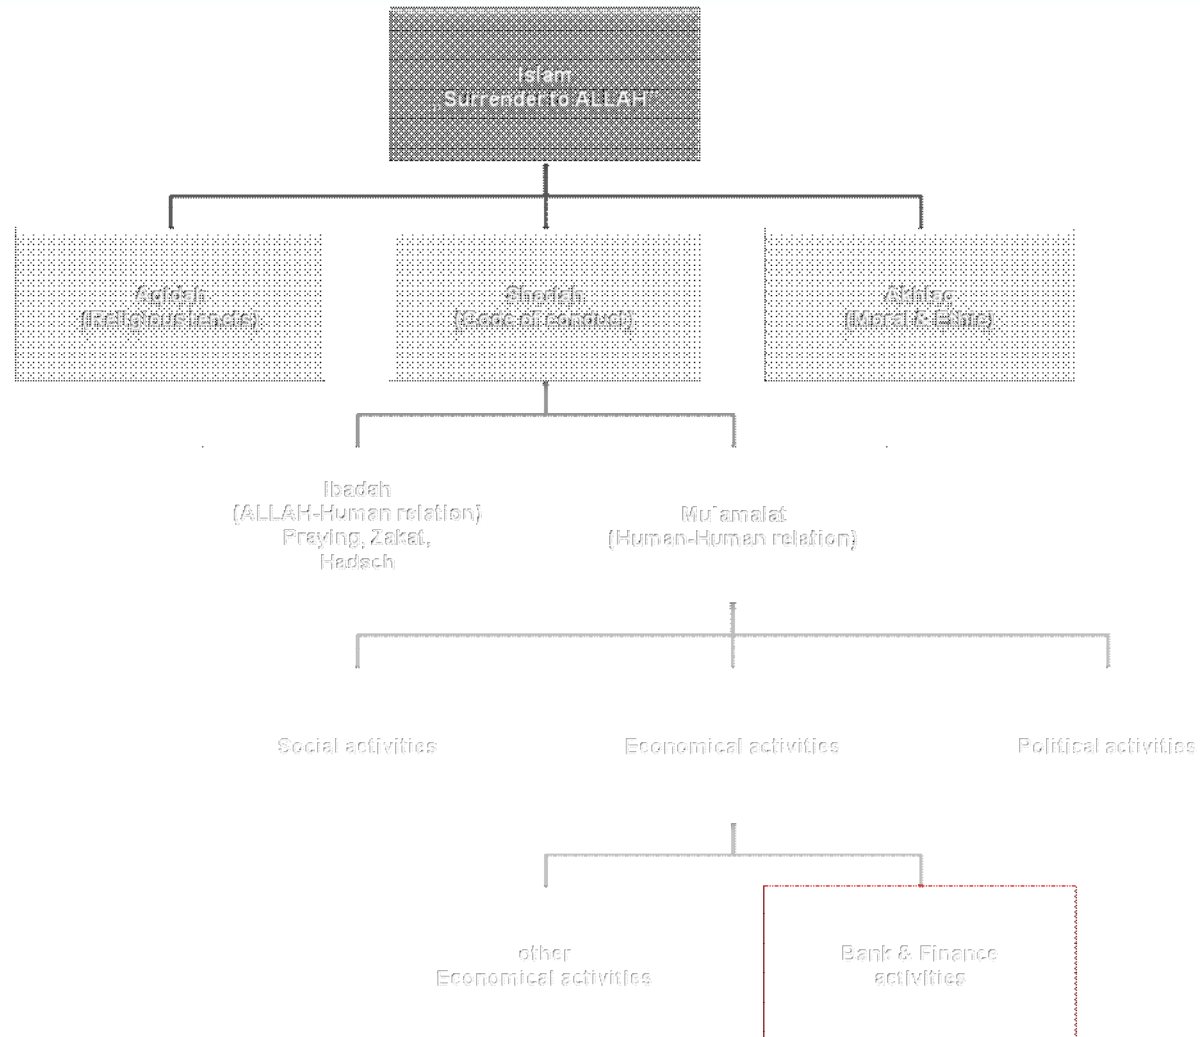 Islam
„Surrender to ALLAH“
Aqidah
(Religious tenets)
Shariah
(Code of conduct)
Akhlaq
(Moral & Ethic)
Ibadah
(ALLAH-Human relation)
Praying, Zakat,
Hadsch
Mu`amalat
(Human-Human relation)
Social activities
Economical activities
Political activities
other
Economical activities
Bank & Finance
activities